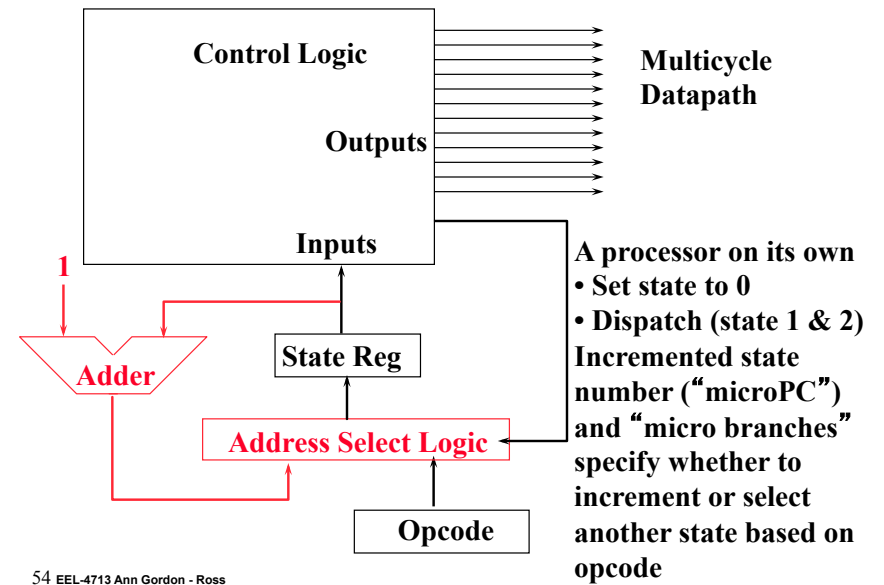 Control Logic
Multicycle
Datapath
Outputs
Inputs
1
Adder
State Reg
Address Select Logic
Opcode
A processor on its own
• Set state to 0
• Dispatch (state 1 & 2)
Incremented state
number (“microPC”)
and “micro branches”
specify whether to
increment or select
another state based on
opcode
54 EEL-4713 Ann Gordon - Ross